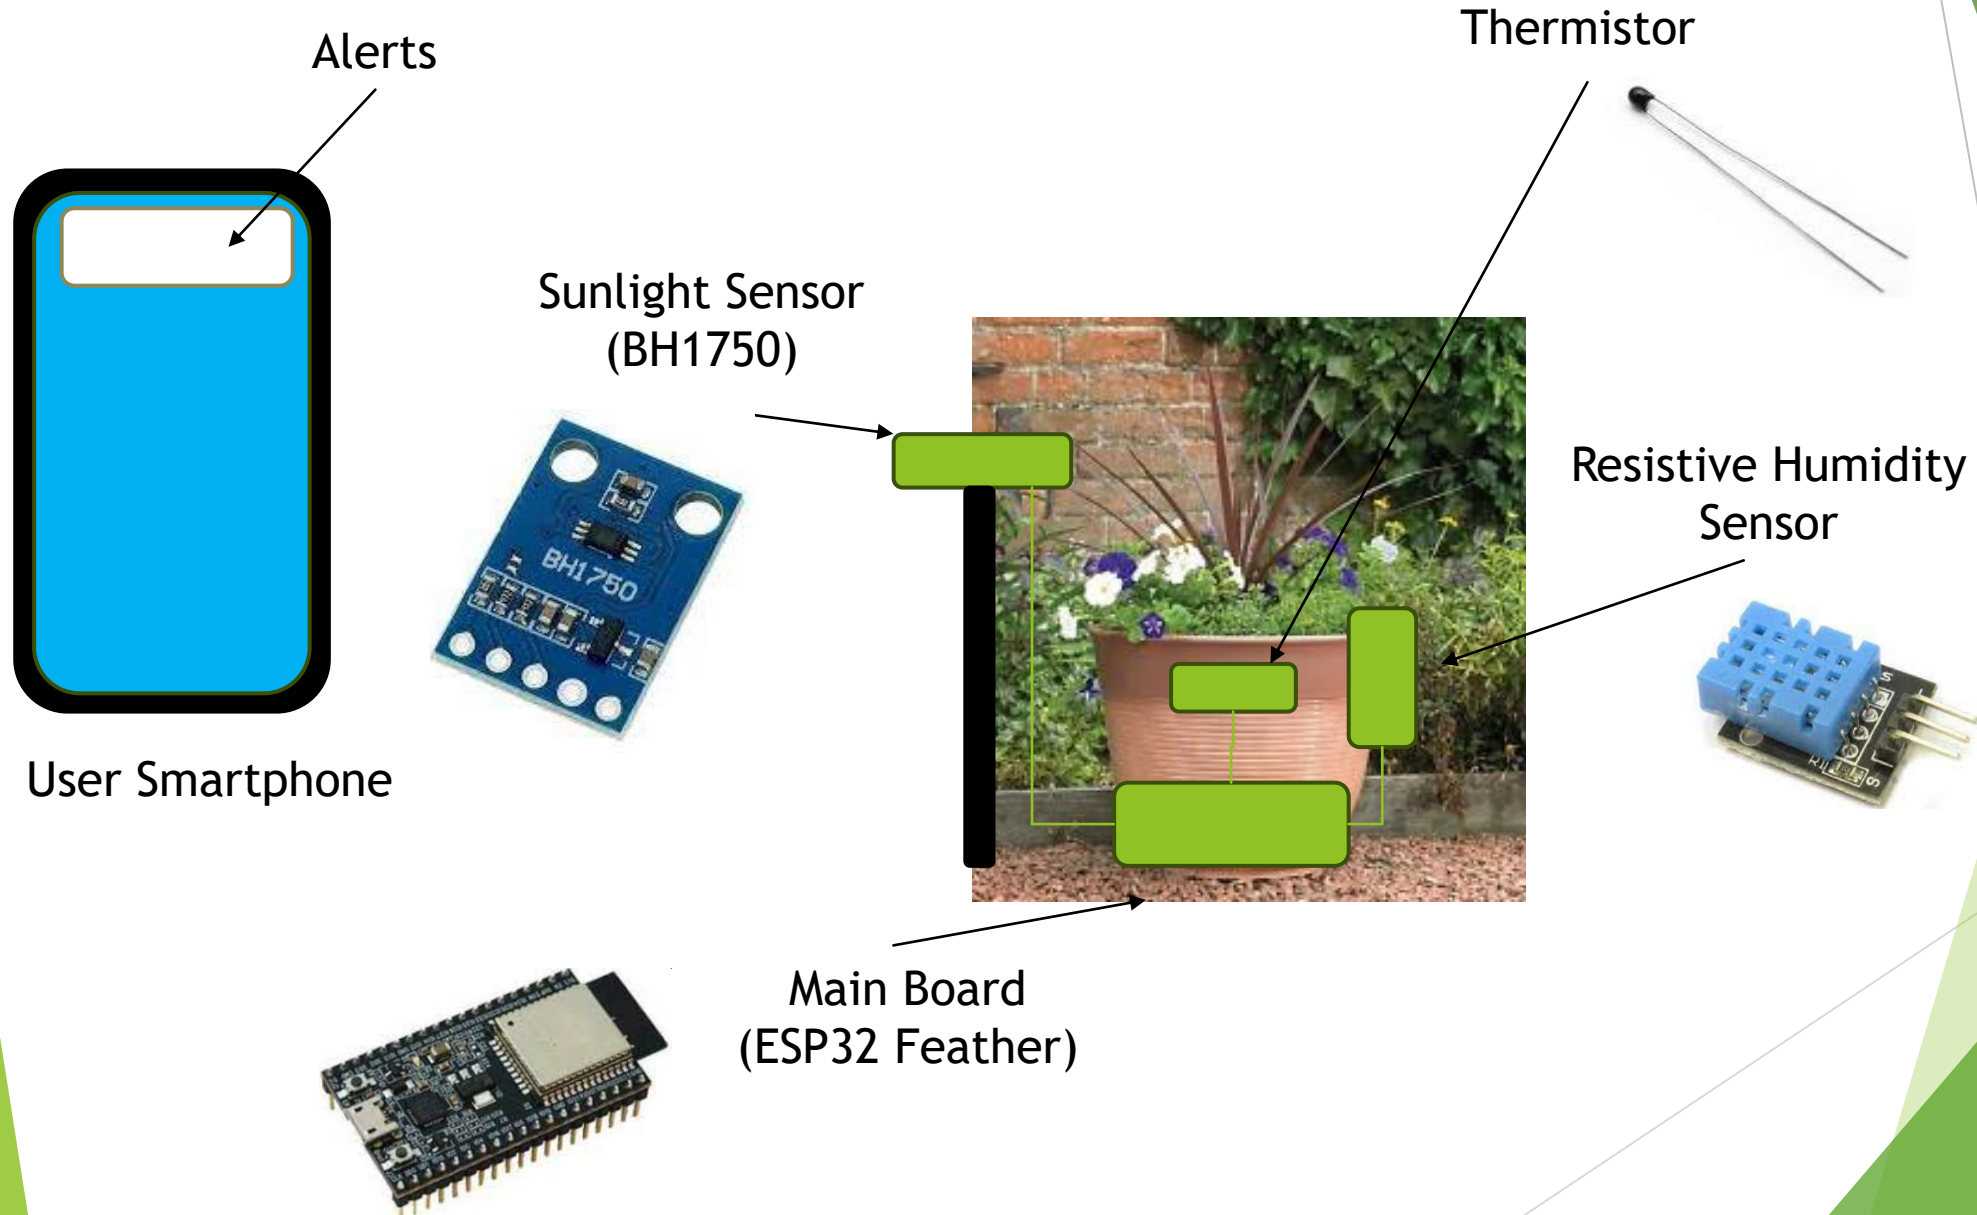 Alerts
Thermistor
Sunlight Sensor
(BH1750)
BH1750
Resistive Humidity
Sensor
S
User Smartphone
Main Board
(ESP32 Feather)